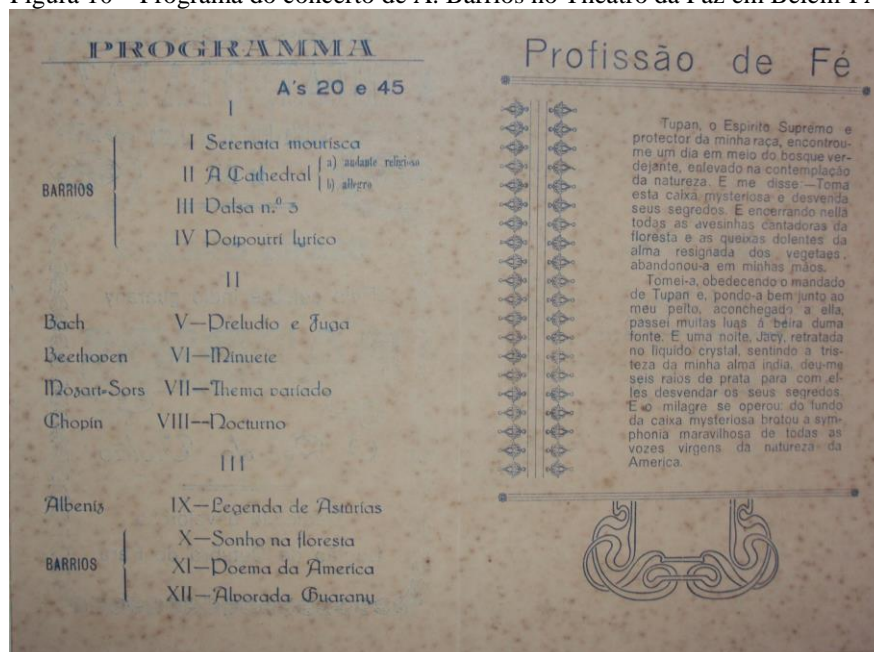 Figura 10 – Programa do concerto de A. Barrios no Theatro da Paz em Belém-PA
PROGRAMMA
A's 20 e 45
I
BARRIOS
I Serenata mourisca
II A Cathedral { a) andante religioso
b) allegro
III Valsa n.º 3
IV Potpourri lyrico
II
Bach V—Preludio e Fuga
Beethoven VI—Minuete
Mozart-Sors VII—Thema variado
Chopin VIII--Nocturno
III
Albeniz IX—Legenda de Astúrias
BARRIOS
X—Sonho na floresta
XI—Poema da America
XII—Alvorada Guarany
Profissão de Fé
Tupan, o Espirito Supremo e
protector da minha raça, encontrou-
me um dia em meio do bosque ver-
dejante, enlevado na contemplação
da natureza. E me disse:—Toma
esta caixa mysteriosa e desvenda
seus segredos. E encerrando nella
todas as avesinhas cantadoras da
floresta e as queixas dolentes da
alma resignada dos vegetaes,
abandonou-a em minhas mãos.
Tomei-a, obedecendo o mandado
de Tupan e, pondo-a bem junto ao
meu peito, aconchegado a ella,
passei muitas luas á beira duma
fonte. E uma noite, Jacy, retratada
no liquido crystal, sentindo a tris-
teza da minha alma india, deu-me
seis raios de prata para com el-
les desvendar os seus segredos.
E o milagre se operou: do fundo
da caixa mysteriosa brotou a sym-
phonia maravilhosa de todas as
vozes virgens da natureza da
America.